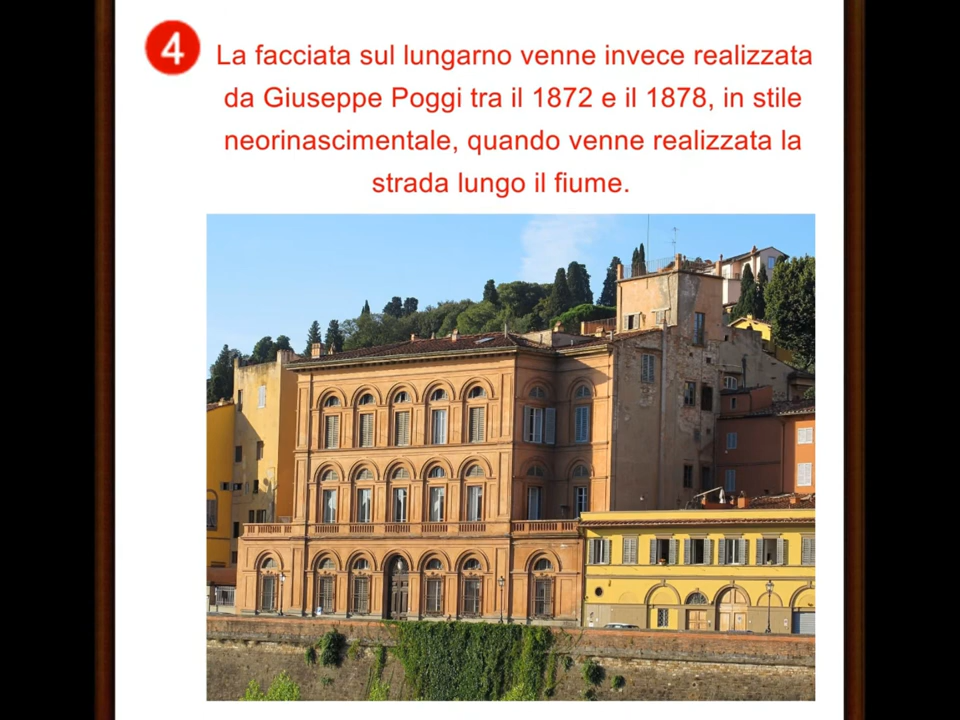 4
La facciata sul lungarno venne invece realizzata
da Giuseppe Poggi tra il 1872 e il 1878, in stile
neorinascimentale, quando venne realizzata la
strada lungo il fiume.